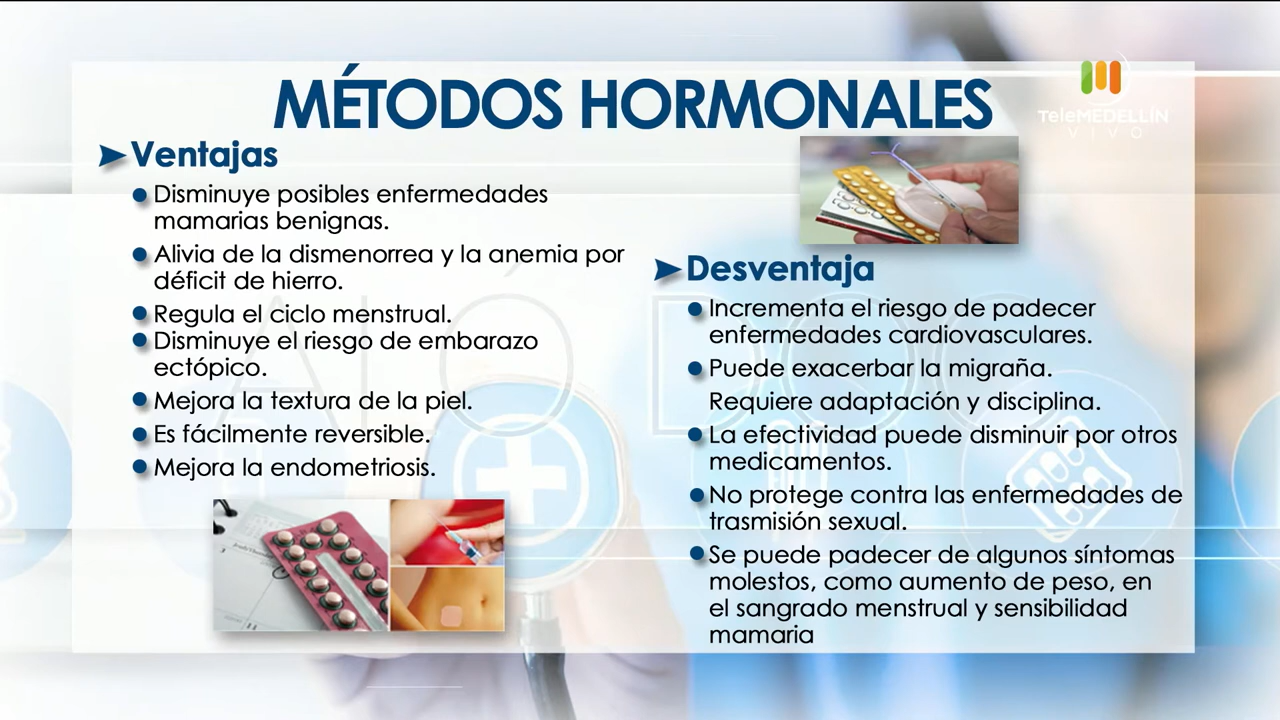 MÉTODOS HORMONALES
TeleMEDELLÍN
VIVO
Ventajas
Disminuye posibles enfermedades
mamarias benignas.
Alivia de la dismenorrea y la anemia por
déficit de hierro.
Regula el ciclo menstrual.
Disminuye el riesgo de embarazo
ectópico.
Mejora la textura de la piel.
Es fácilmente reversible.
Mejora la endometriosis.
Desventaja
Incrementa el riesgo de padecer
enfermedades cardiovasculares.
Puede exacerbar la migraña.
Requiere adaptación y disciplina.
La efectividad puede disminuir por otros
medicamentos.
No protege contra las enfermedades de
trasmisión sexual.
Se puede padecer de algunos síntomas
molestos, como aumento de peso, en
el sangrado menstrual y sensibilidad
mamaria